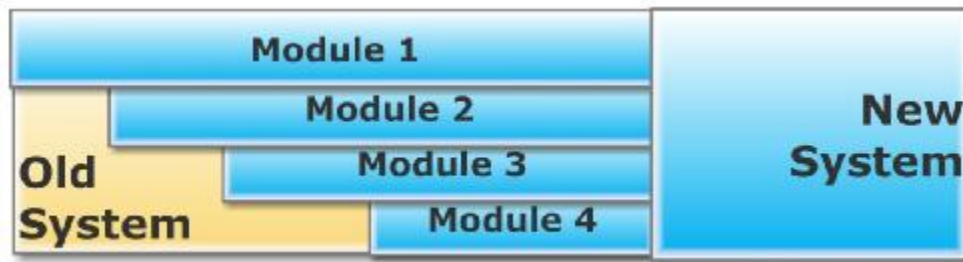 Module 1
Module 2
Module 3
Module 4
Old
System
New
System